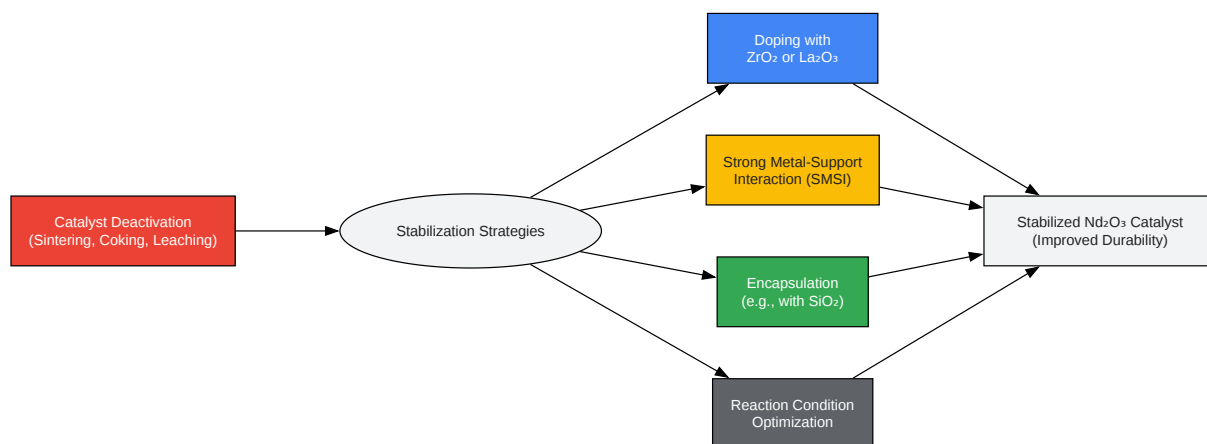 Catalyst Deactivation
(Sintering, Coking, Leaching)
Stabilization Strategies
Doping with
ZrO₂ or La₂O₃
Strong Metal-Support
Interaction (SMSI)
Encapsulation
(e.g., with SiO₂)
Reaction Condition
Optimization
Stabilized Nd₂O₃ Catalyst
(Improved Durability)